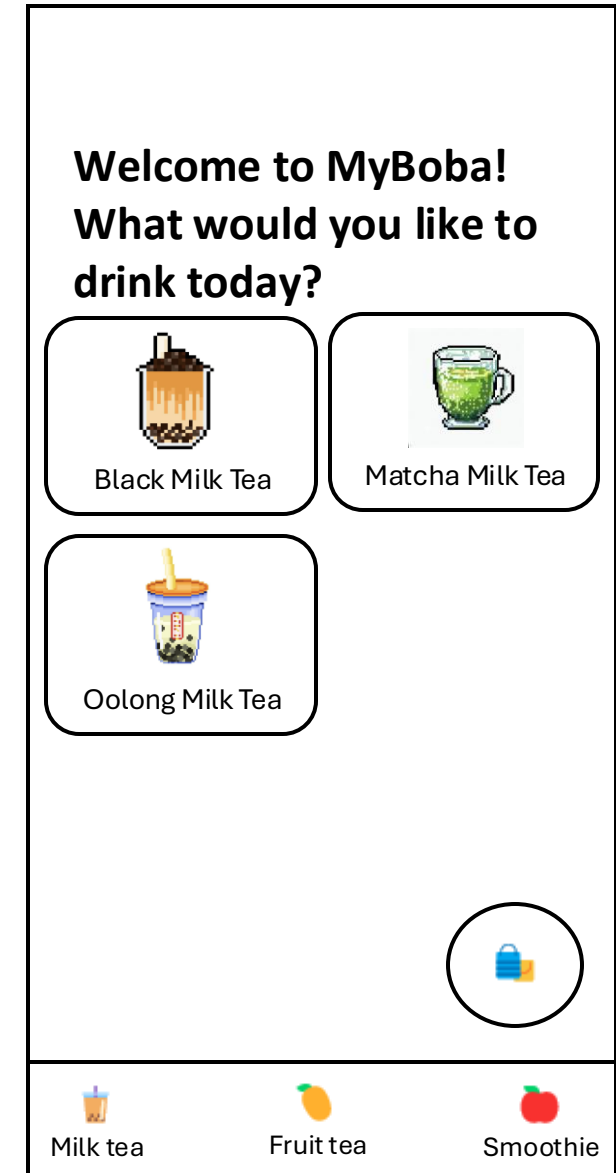 Welcome to MyBoba!
What would you like to
drink today?
Black Milk Tea
Matcha Milk Tea
Oolong Milk Tea
Milk tea
Fruit tea
Smoothie